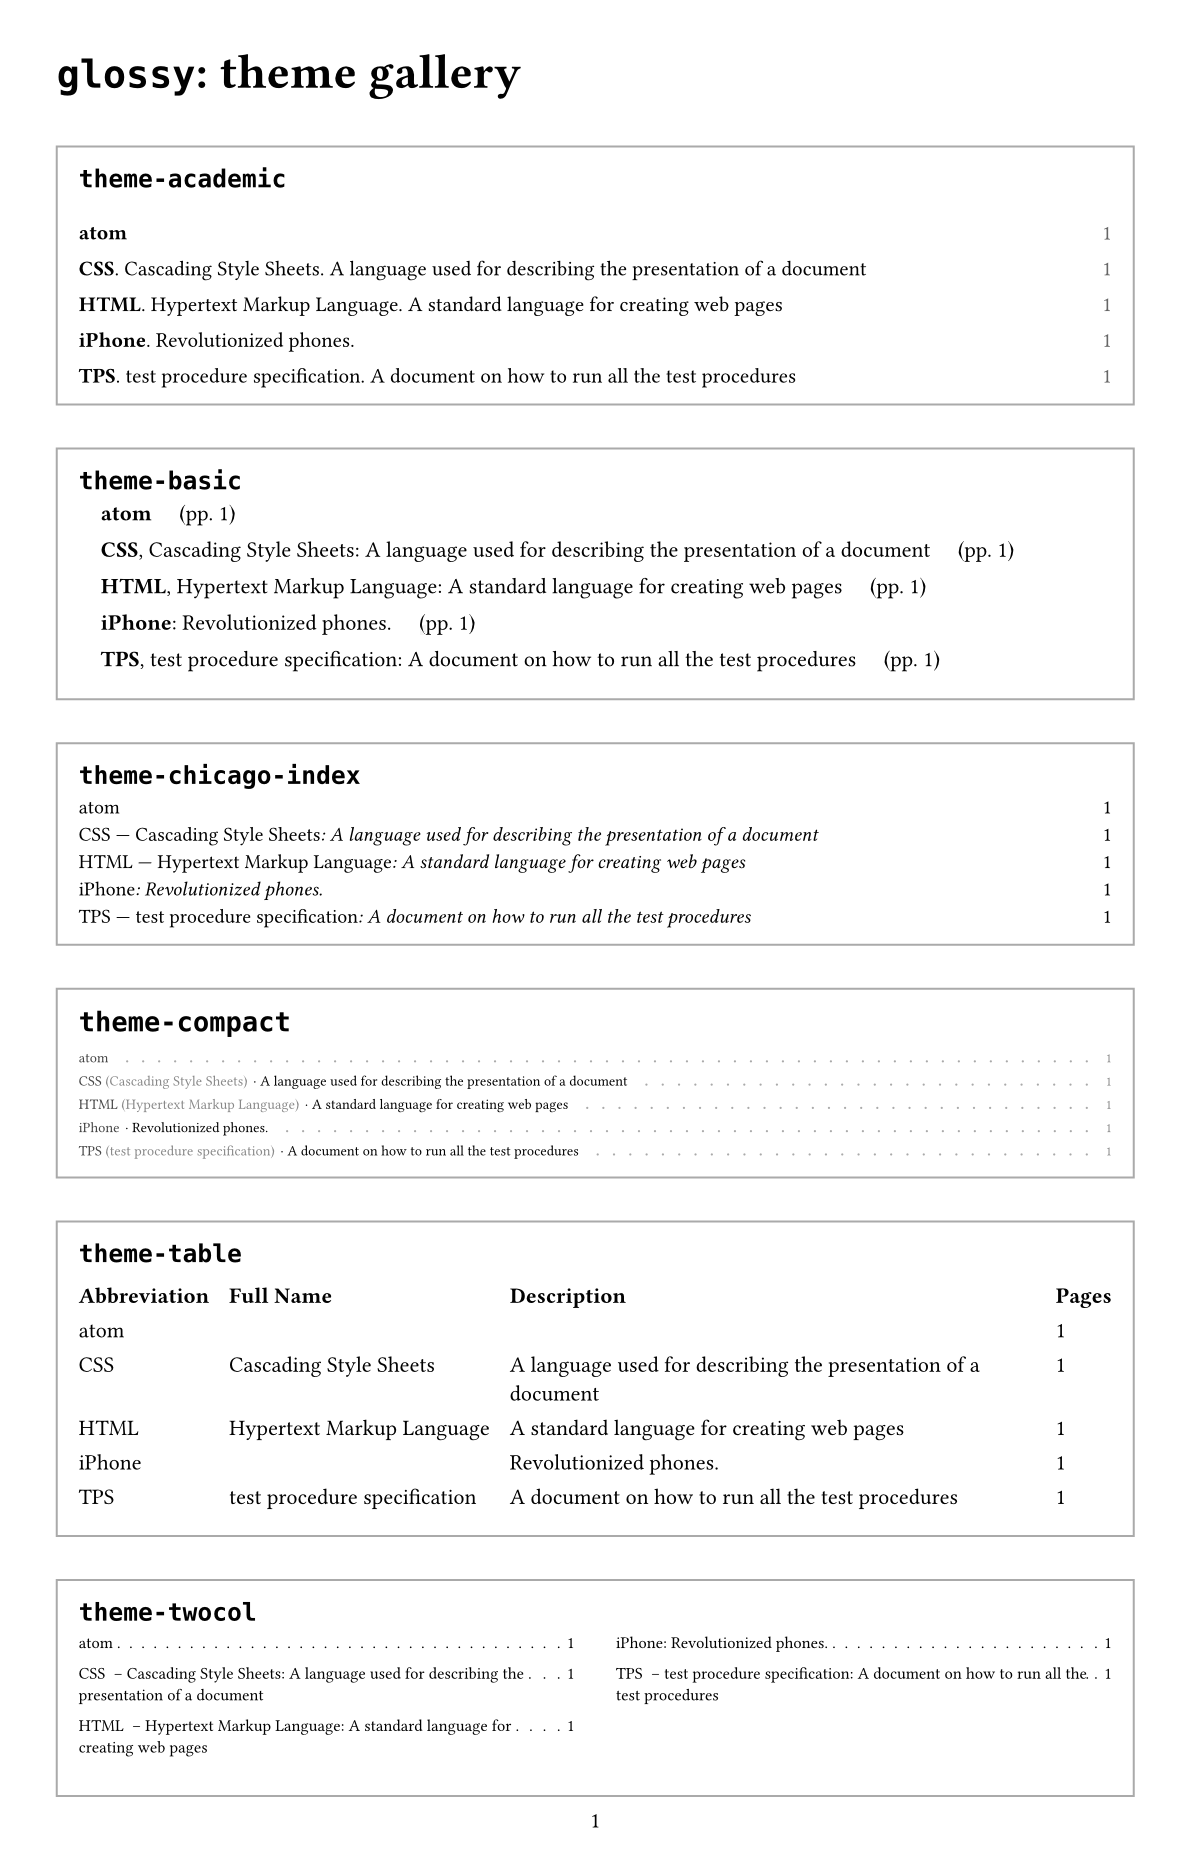 glossy: theme gallery
theme-academic
atom 1
CSS. Cascading Style Sheets. A language used for describing the presentation of a document 1
HTML. Hypertext Markup Language. A standard language for creating web pages 1
iPhone. Revolutionized phones. 1
TPS. test procedure specification. A document on how to run all the test procedures 1
theme-basic
atom (pp. 1)
CSS, Cascading Style Sheets: A language used for describing the presentation of a document (pp. 1)
HTML, Hypertext Markup Language: A standard language for creating web pages (pp. 1)
iPhone: Revolutionized phones. (pp. 1)
TPS, test procedure specification: A document on how to run all the test procedures (pp. 1)
theme-chicago-index
atom 1
CSS — Cascading Style Sheets: A language used for describing the presentation of a document 1
HTML — Hypertext Markup Language: A standard language for creating web pages 1
iPhone: Revolutionized phones. 1
TPS — test procedure specification: A document on how to run all the test procedures 1
theme-compact
atom . . . . . . . . . . . . . . . . . . . . . . . . . . . . . . . . . . . . . . . . . . . . . . . . . . . . . . . . . . . . . 1
CSS (Cascading Style Sheets) · A language used for describing the presentation of a document . . . . . . . . . . . . . . . . . . . . . . . 1
HTML (Hypertext Markup Language) · A standard language for creating web pages . . . . . . . . . . . . . . . . . . . . . . . . . . 1
iPhone · Revolutionized phones. . . . . . . . . . . . . . . . . . . . . . . . . . . . . . . . . . . . . . . . . . . . 1
TPS (test procedure specification) · A document on how to run all the test procedures . . . . . . . . . . . . . . . . . . . . . . . . . 1
theme-table
Abbreviation Full Name Description Pages
atom 1
CSS Cascading Style Sheets A language used for describing the presentation of a 1
document
HTML Hypertext Markup Language A standard language for creating web pages 1
iPhone Revolutionized phones. 1
TPS test procedure specification A document on how to run all the test procedures 1
theme-twocol
atom . . . . . . . . . . . . . . . . . . . . . . . . . . . . . . 1
CSS – Cascading Style Sheets: A language used for describing the . . . 1
presentation of a document
HTML – Hypertext Markup Language: A standard language for . . . . 1
creating web pages
iPhone: Revolutionized phones. . . . . . . . . . . . . . . . . . . 1
TPS – test procedure specification: A document on how to run all the. . 1
test procedures
1